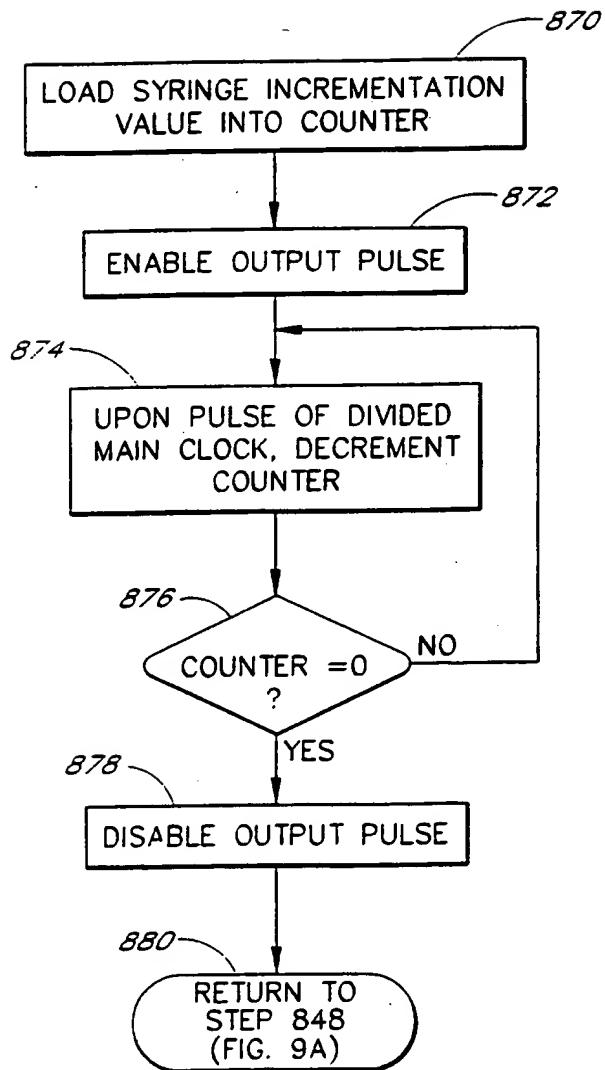 870
LOAD SYRINGE INCREMENTATION
VALUE INTO COUNTER
872
ENABLE OUTPUT PULSE
874
UPON PULSE OF DIVIDED
MAIN CLOCK, DECREMENT
COUNTER
876
COUNTER =0
?
NO
YES
878
DISABLE OUTPUT PULSE
880
RETURN TO
STEP 848
(FIG. 9A)